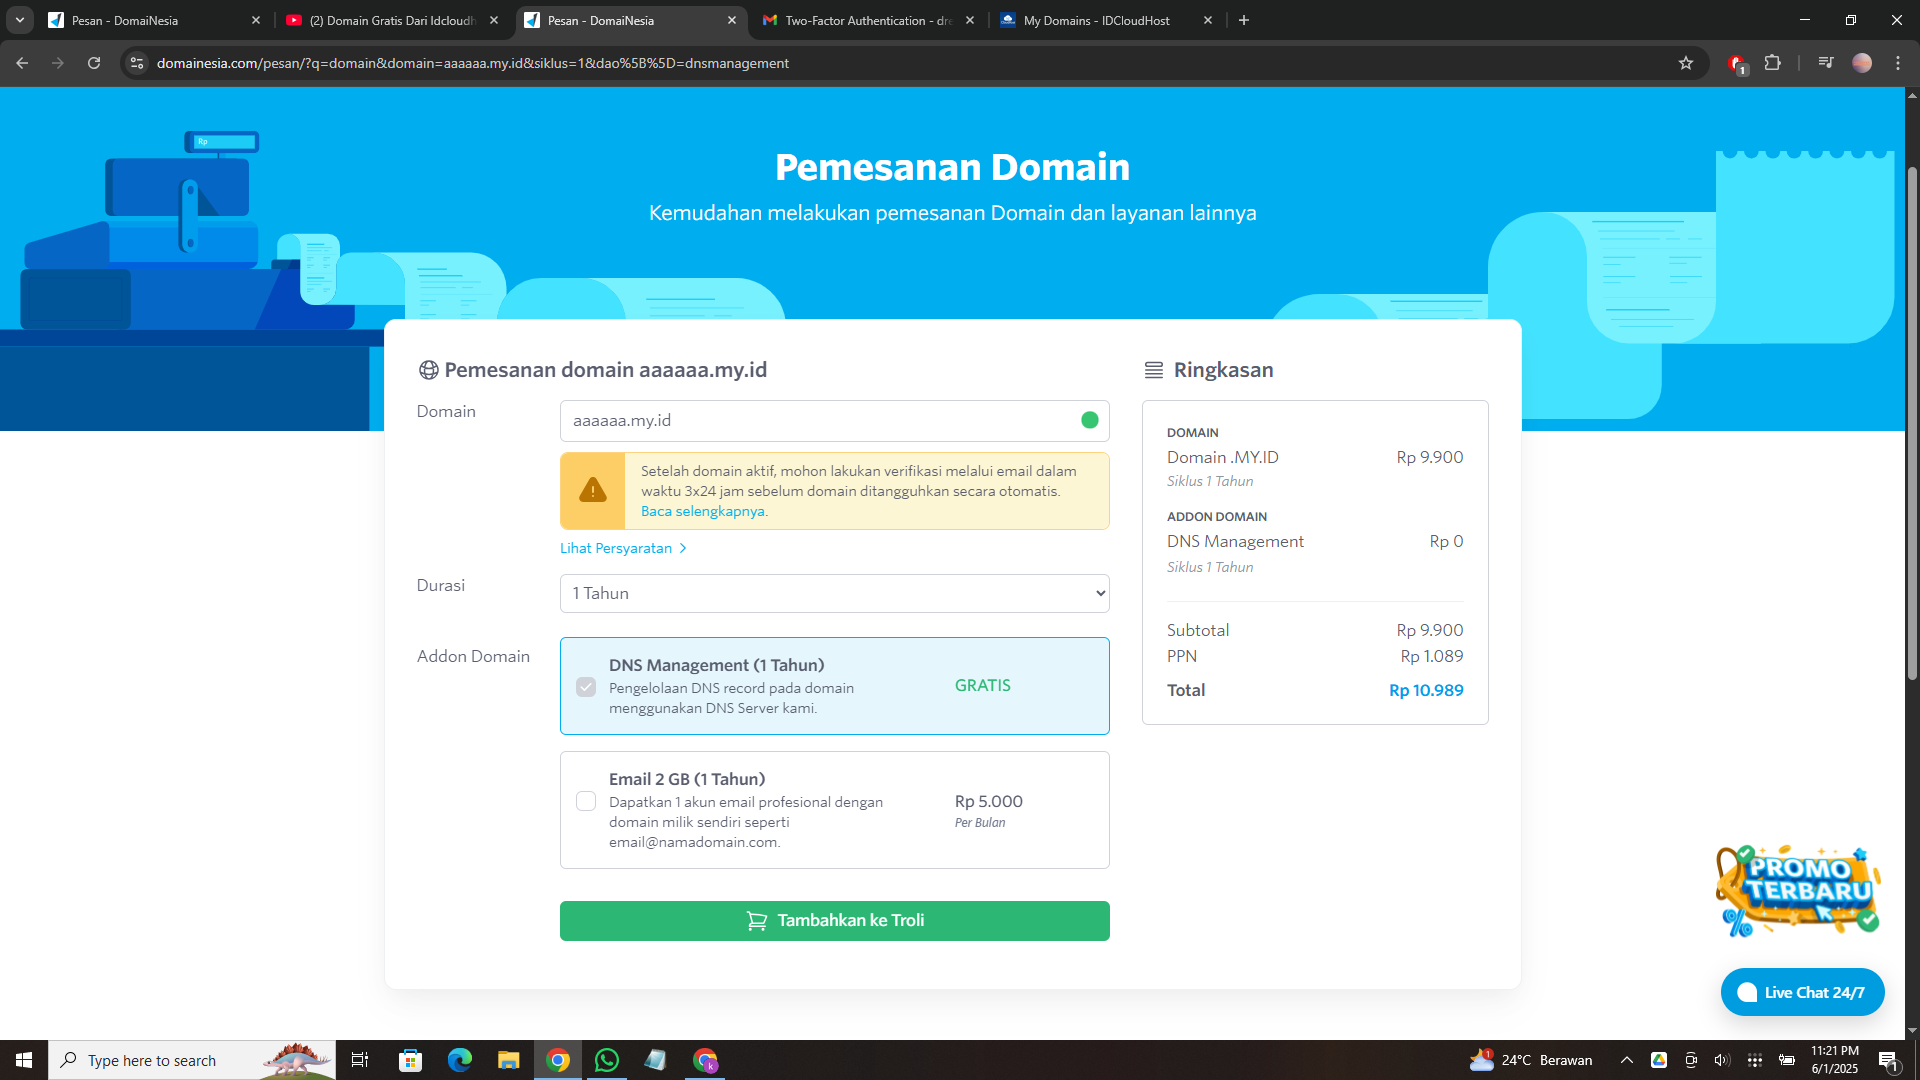 Pesan - DomaiNesia
(2) Domain Gratis Dari Idcloudh
Pesan - DomaiNesia
Two-Factor Authentication - dre
My Domains - IDCloudHost
domainesia.com/pesan/?q=domain&domain=aaaaaa.my.id&siklus=1&dao%5B%5D=dnsmanagement
1
Rp
Pemesanan Domain
Kemudahan melakukan pemesanan Domain dan layanan lainnya
Pemesanan domain aaaaaa.my.id
Domain
aaaaaa.my.id
Setelah domain aktif, mohon lakukan verifikasi melalui email dalam
waktu 3x24 jam sebelum domain ditangguhkan secara otomatis.
Baca selengkapnya.
Lihat Persyaratan
Durasi
1 Tahun
Addon Domain
DNS Management (1 Tahun)
Pengelolaan DNS record pada domain
menggunakan DNS Server kami.
GRATIS
Email 2 GB (1 Tahun)
Dapatkan 1 akun email profesional dengan
domain milik sendiri seperti
email@namadomain.com.
Rp 5.000
Per Bulan
Tambahkan ke Troli
Ringkasan
DOMAIN
Domain .MY.ID Rp 9.900
Siklus 1 Tahun
ADDON DOMAIN
DNS Management Rp 0
Siklus 1 Tahun
Subtotal Rp 9.900
PPN Rp 1.089
Total Rp 10.989
PROMO
TERBARU
%
Live Chat 24/7
Type here to search
k
1
24°C Berawan
11:21 PM
6/1/2025
1